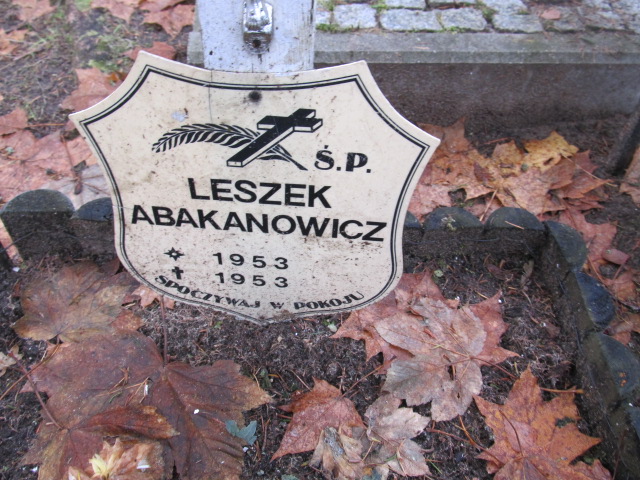 Ś.P.
LESZEK
ABAKANOWICZ
1953
1953
SPOCZYWAJ W POKOJU